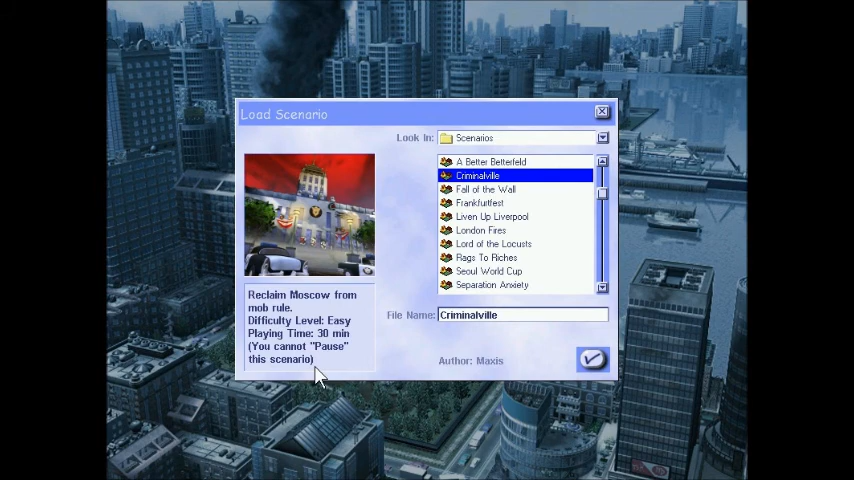 Load Scenario
Look In: Scenarios
A Better Betterfeld
Criminalville
Fall of the Wall
Frankfurtfest
Liven Up Liverpool
London Fires
Lord of the Locusts
Rags To Riches
Seoul World Cup
Separation Anxiety
Reclaim Moscow from
mob rule.
Difficulty Level: Easy
Playing Time: 30 min
(You cannot "Pause"
this scenario)
File Name: Criminalville
Author: Maxis